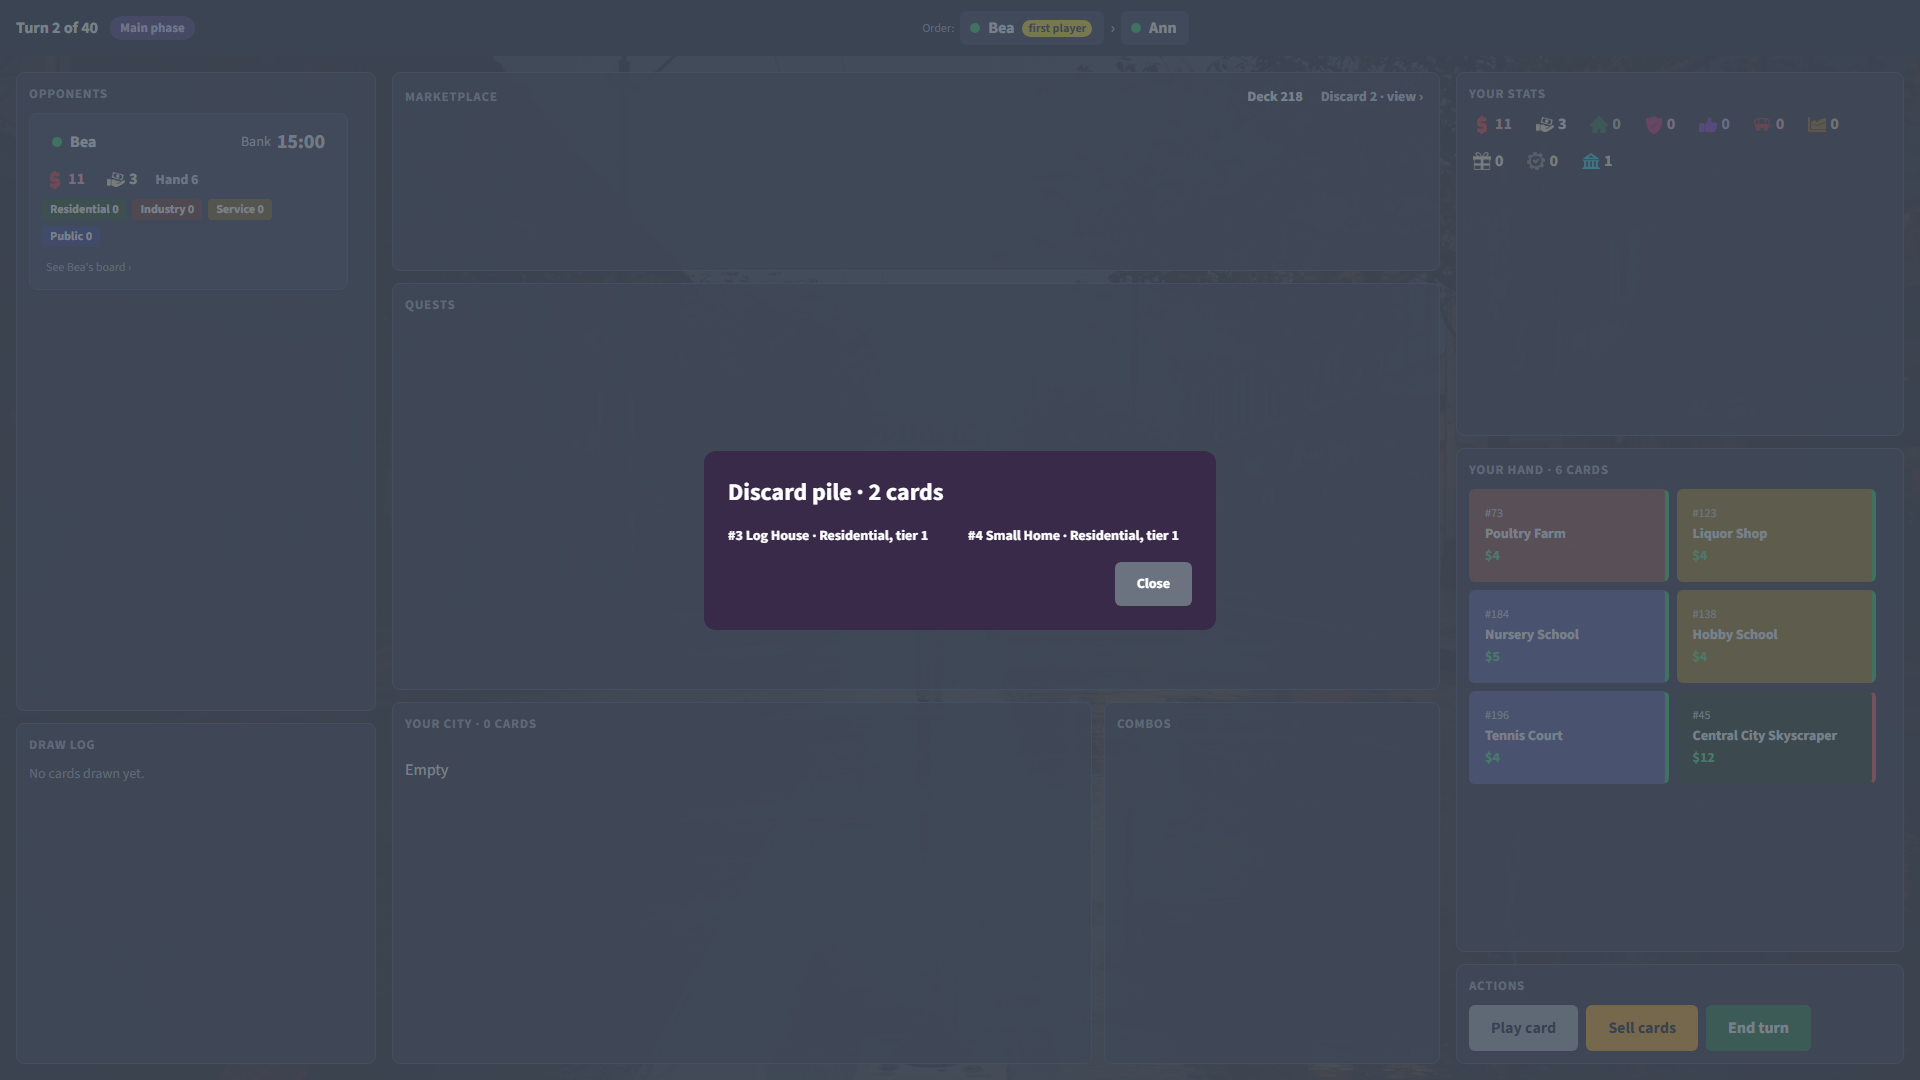 Turn 2 of 40
Main phase
Order:
Bea
first player
›
Ann
OPPONENTS
Bea
Bank 15:00
11
3
Hand 6
Residential 0
Industry 0
Service 0
Public 0
See Bea's board ›
DRAW LOG
No cards drawn yet.
MARKETPLACE
Deck 218
Discard 2 · view ›
QUESTS
Discard pile · 2 cards
#3 Log House · Residential, tier 1
#4 Small Home · Residential, tier 1
Close
YOUR CITY · 0 CARDS
Empty
COMBOS
YOUR STATS
11
3
0
0
0
0
0
0
0
1
YOUR HAND · 6 CARDS
#73
Poultry Farm
$4
#123
Liquor Shop
$4
#184
Nursery School
$5
#138
Hobby School
$4
#196
Tennis Court
$4
#45
Central City Skyscraper
$12
ACTIONS
Play card
Sell cards
End turn